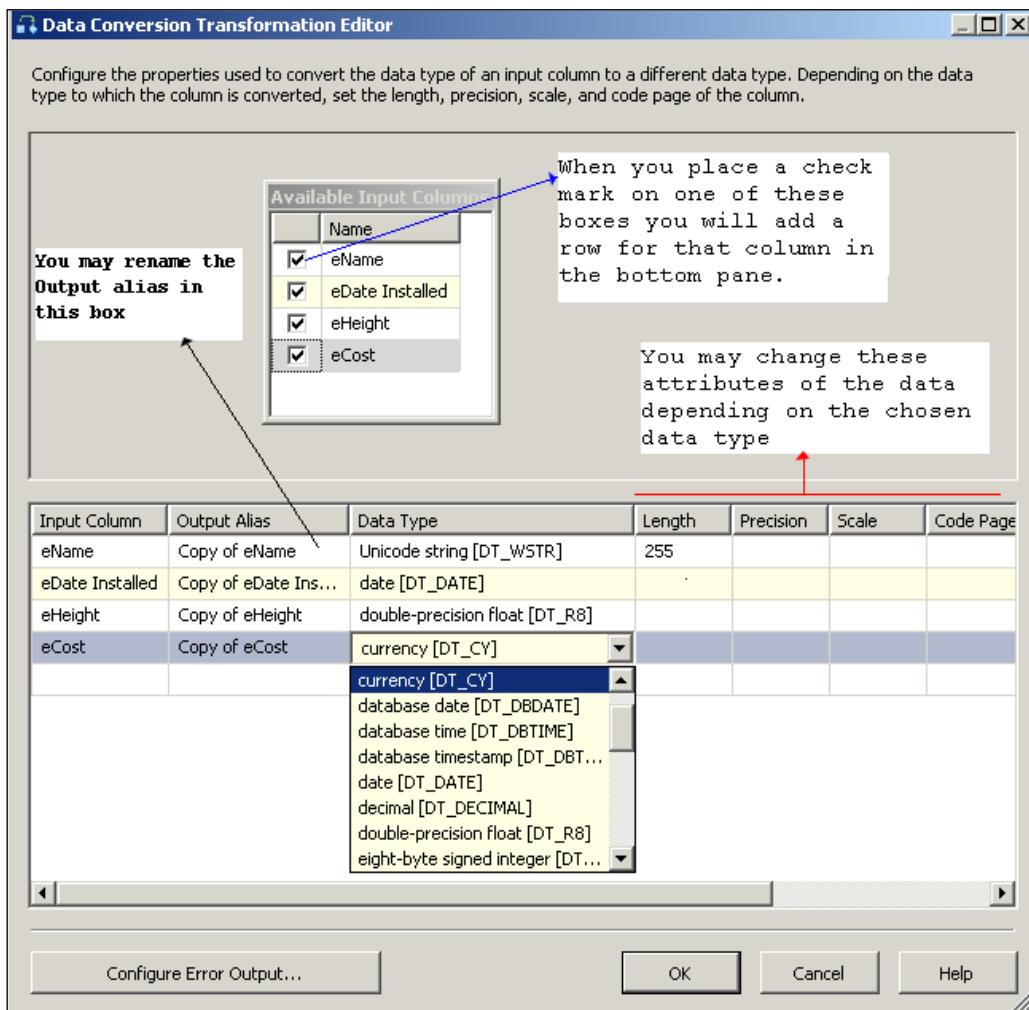 Data Conversion Transformation Editor
Configure the properties used to convert the data type of an input column to a different data type. Depending on the data
type to which the column is converted, set the length, precision, scale, and code page of the column.
When you place a check
mark on one of these
boxes you will add a
row for that column in
the bottom pane.
Available Input Columns
Name
eName
eDate Installed
eHeight
eCost
You may rename the
Output alias in
this box
You may change these
attributes of the data
depending on the chosen
data type
Input Column Output Alias Data Type Length Precision Scale Code Page
eName Copy of eName Unicode string [DT_WSTR] 255
eDate Installed Copy of eDate Ins... date [DT_DATE]
eHeight Copy of eHeight double-precision float [DT_R8]
eCost Copy of eCost currency [DT_CY]
currency [DT_CY]
database date [DT_DBDATE]
database time [DT_DBTIME]
database timestamp [DT_DBT...
date [DT_DATE]
decimal [DT_DECIMAL]
double-precision float [DT_R8]
eight-byte signed integer [DT...
Configure Error Output... OK Cancel Help